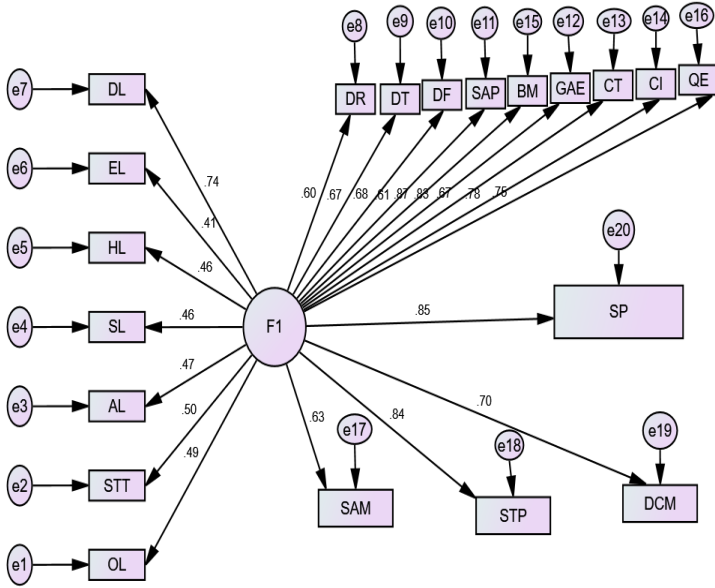 e8 e9 e10 e11 e15 e12 e13 e14 e16
DR DT DF SAP BM GAE CT CI QE
e7 DL
e6 EL
e5 HL
e4 SL
e3 AL
e2 STT
e1 OL
.74
.41
.46
.46
.47
.50
.49
.60 .67 .68 .61 .87 .83 .67 .78 .75
F1
.85
e20
SP
.63
.84
.70
e17
SAM
e18
STP
e19
DCM